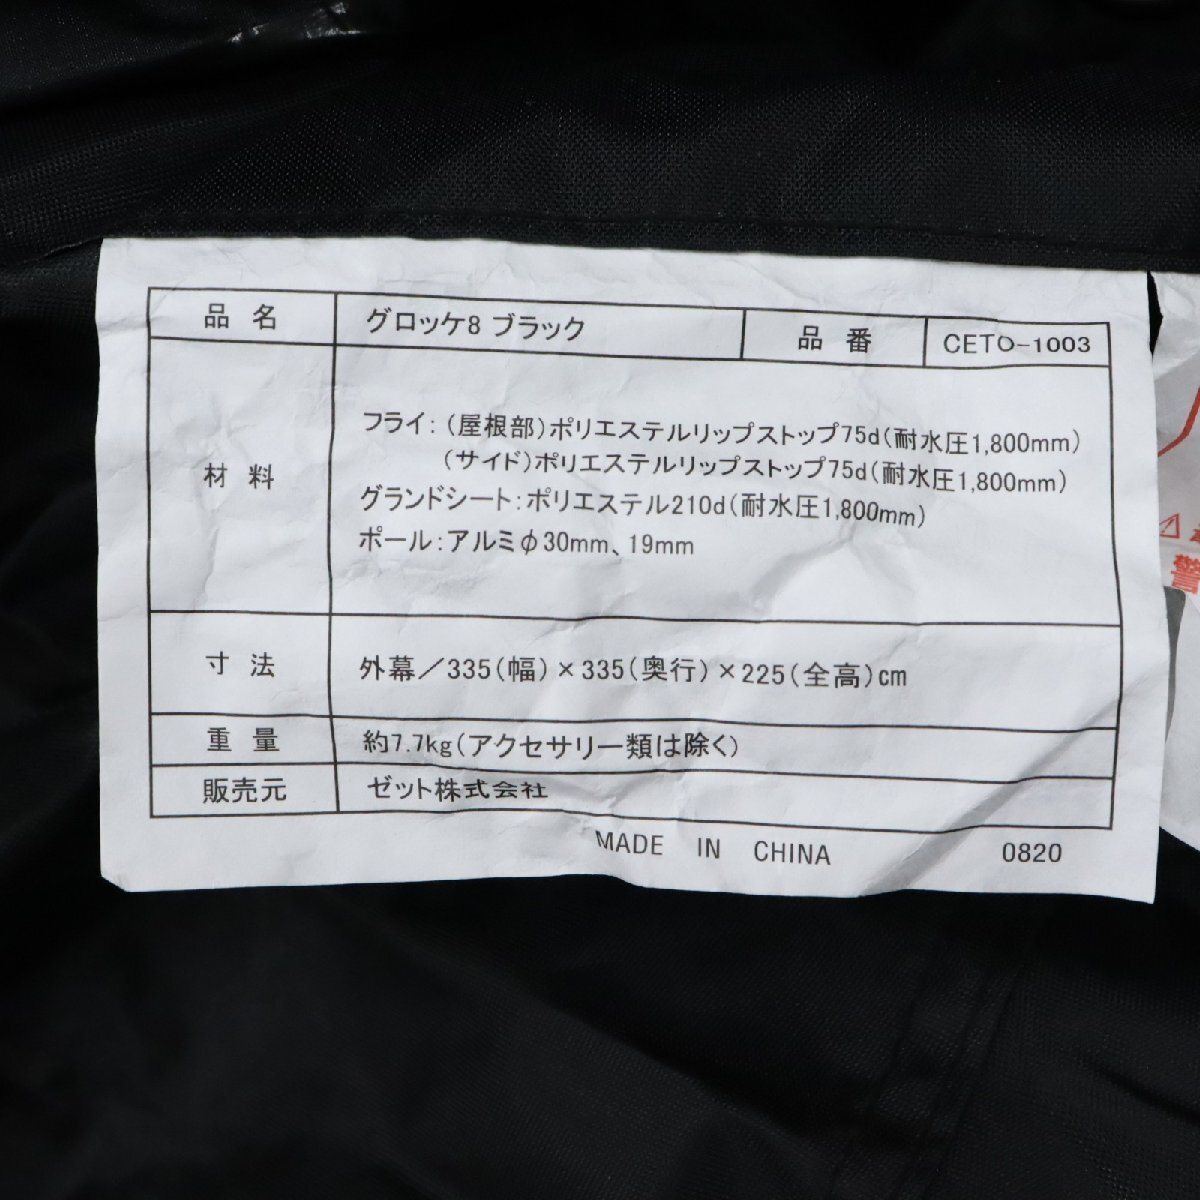 品名 グロッケ8 ブラック 品番 CETO-1003
材料
フライ:(屋根部)ポリエステルリップストップ75d(耐水圧1,800mm)
(サイド)ポリエステルリップストップ75d(耐水圧1,800mm)
グランドシート:ポリエステル210d(耐水圧1,800mm)
ポール:アルミφ30mm、19mm
寸法 外幕/335(幅)×335(奥行)×225(全高)cm
重量 約7.7kg(アクセサリー類は除く)
販売元 ゼット株式会社
MADE IN CHINA 0820
警